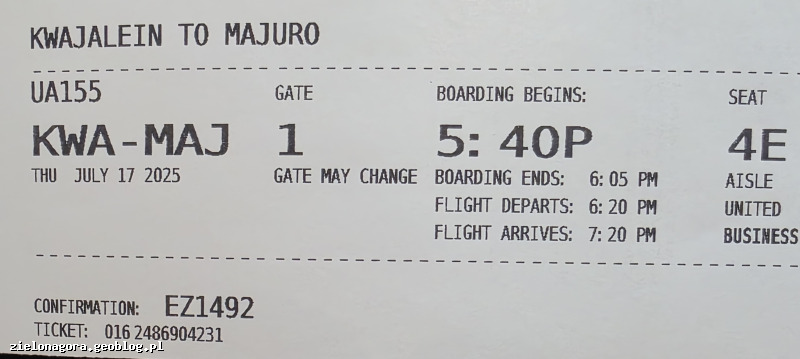 KWAJALEIN TO MAJURO
UA155 GATE BOARDING BEGINS: SEAT
KWA-MAJ 1 5:40P 4E
THU JULY 17 2025 GATE MAY CHANGE BOARDING ENDS: 6:05 PM AISLE
FLIGHT DEPARTS: 6:20 PM UNITED
FLIGHT ARRIVES: 7:20 PM BUSINESS
CONFIRMATION: EZ1492
TICKET: 016 2486904231
zielonagora.geoblog.pl